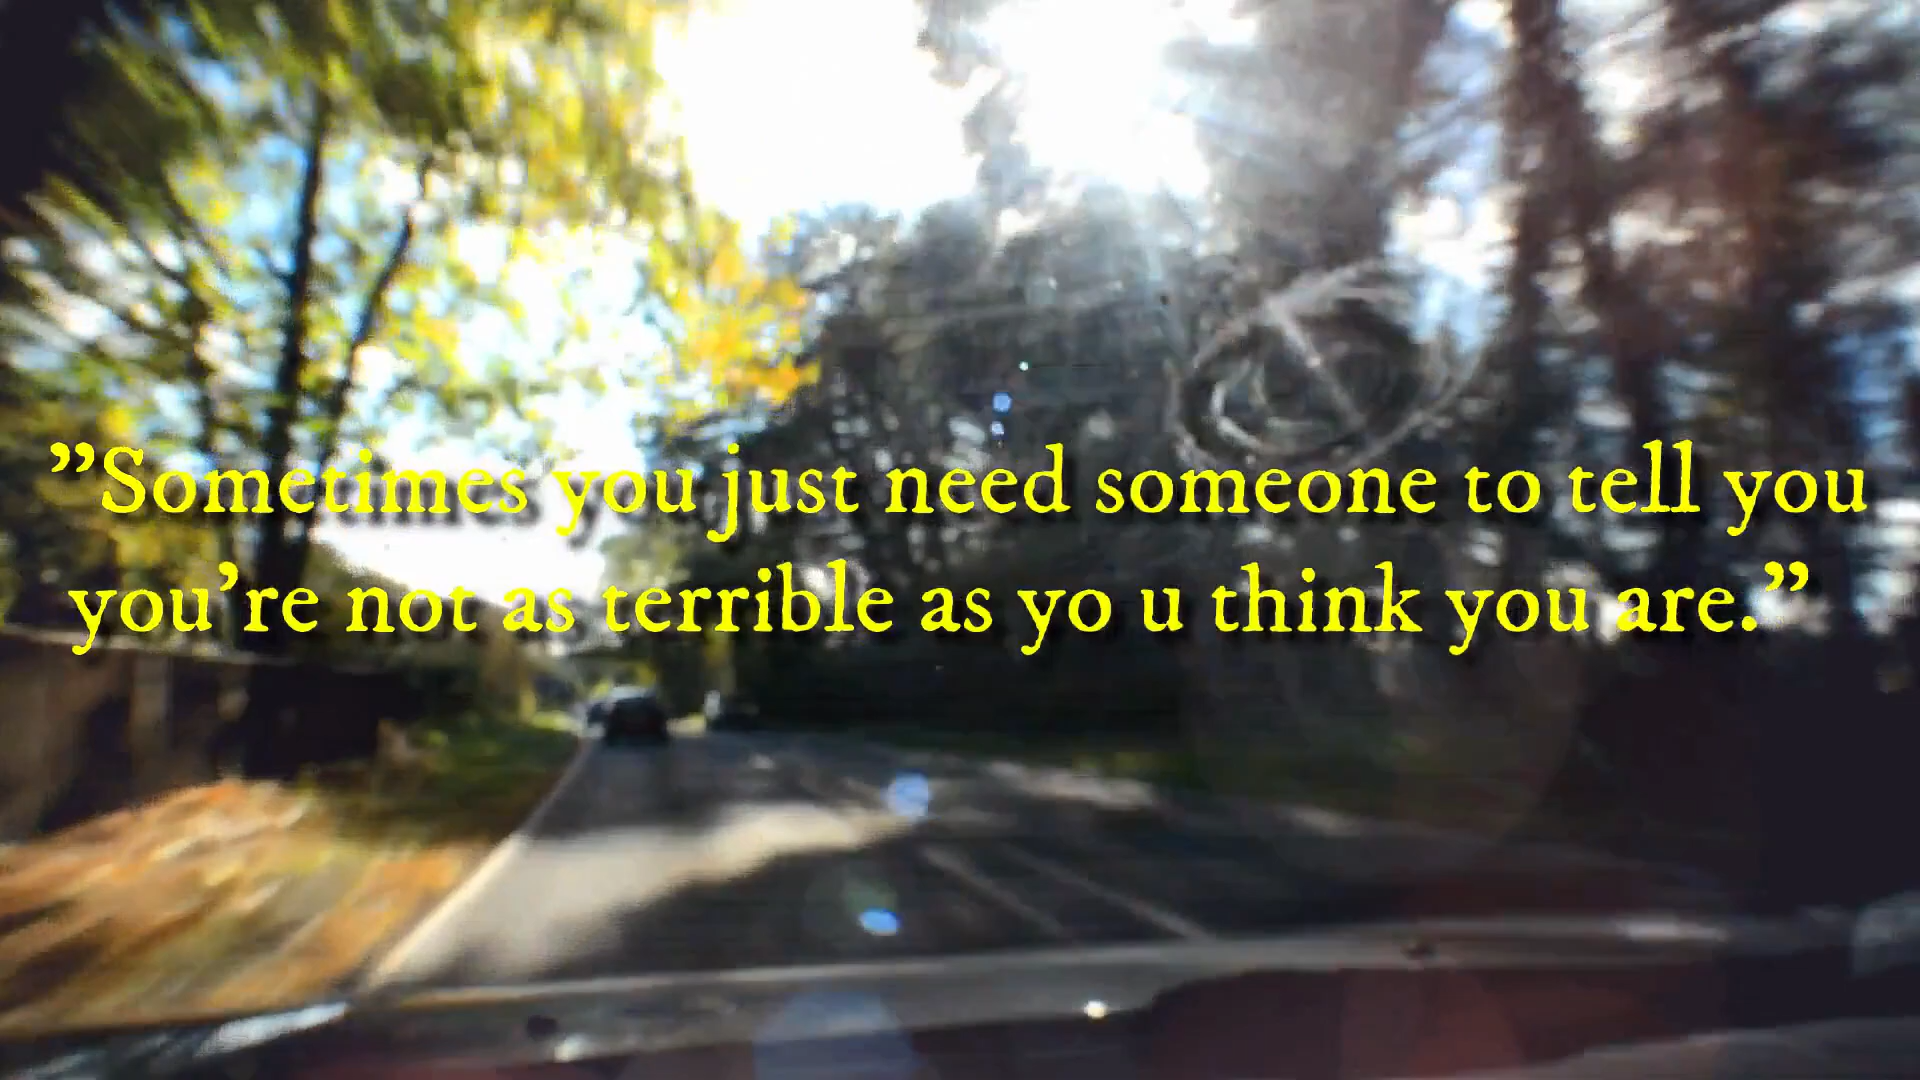 ”Sometimes you just need someone to tell you
you’re not as terrible as yo u think you are.”